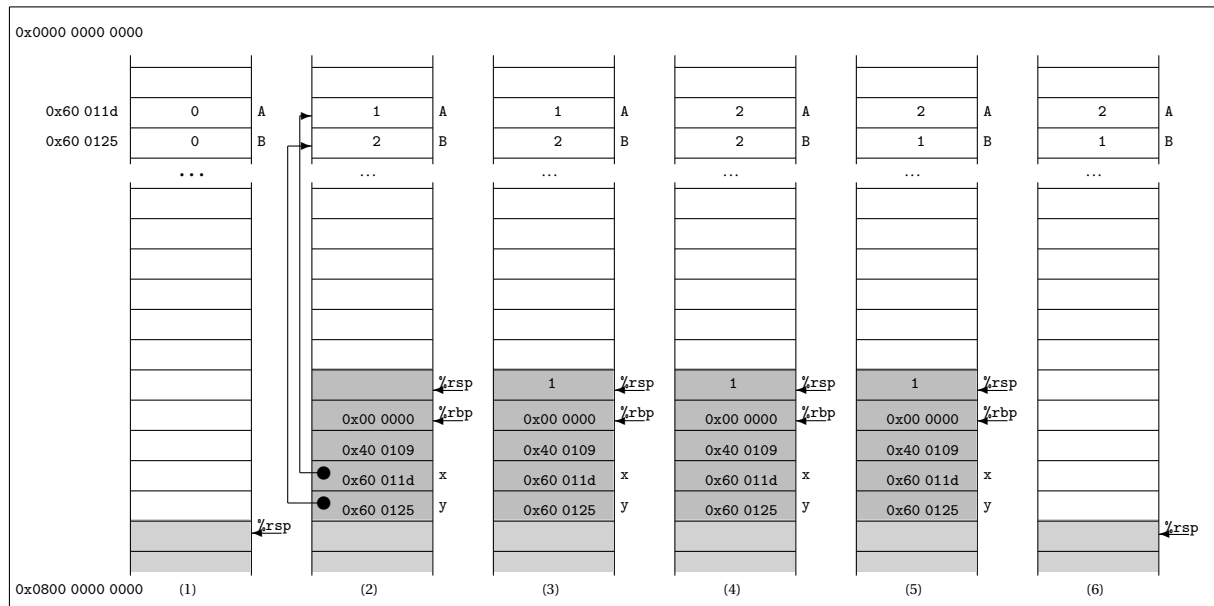 0x0000 0000 0000
0x60 011d 0 A 1 A 1 A 2 A 2 A 2 A
0x60 0125 0 B 2 B 2 B 2 B 1 B 1 B
... ... ... ... ... ...
%rsp 1 %rsp 1 %rsp 1 %rsp
0x00 0000 %rbp 0x00 0000 %rbp 0x00 0000 %rbp 0x00 0000 %rbp
0x40 0109 0x40 0109 0x40 0109 0x40 0109
0x60 011d x 0x60 011d x 0x60 011d x 0x60 011d x
0x60 0125 y 0x60 0125 y 0x60 0125 y 0x60 0125 y
%rsp %rsp
0x0800 0000 0000 (1) (2) (3) (4) (5) (6)